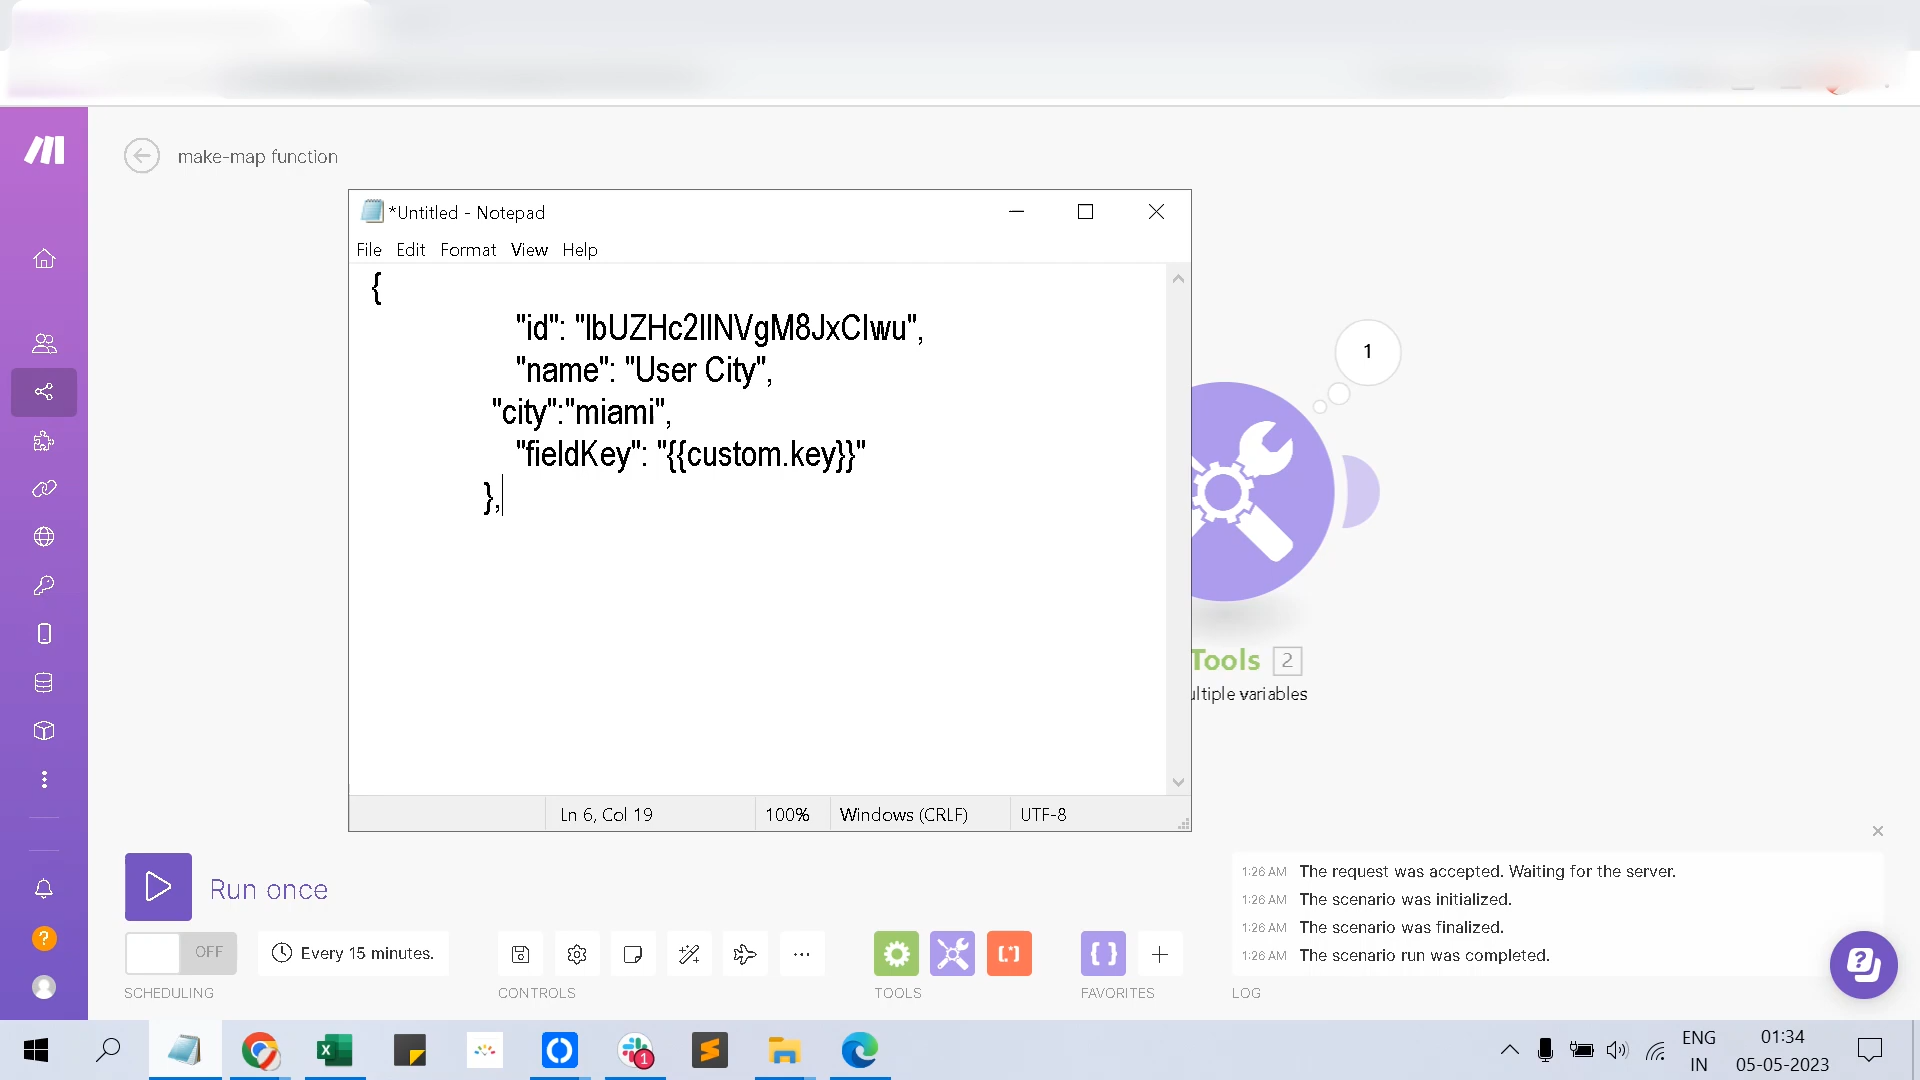 make-map function
*Untitled - Notepad
File Edit Format View Help
{
"id": "lbUZHc2IINVgM8JxCIwu",
"name": "User City",
"city":"miami",
"fieldKey": "{{custom.key}}"
},
1
Tools 2
ultiple variables
Ln 6, Col 19 100% Windows (CRLF) UTF-8
Run once
OFF
Every 15 minutes.
SCHEDULING
CONTROLS
TOOLS
FAVORITES
1:26 AM The request was accepted. Waiting for the server.
1:26 AM The scenario was initialized.
1:26 AM The scenario was finalized.
1:26 AM The scenario run was completed.
LOG
1
ENG
IN
01:34
05-05-2023